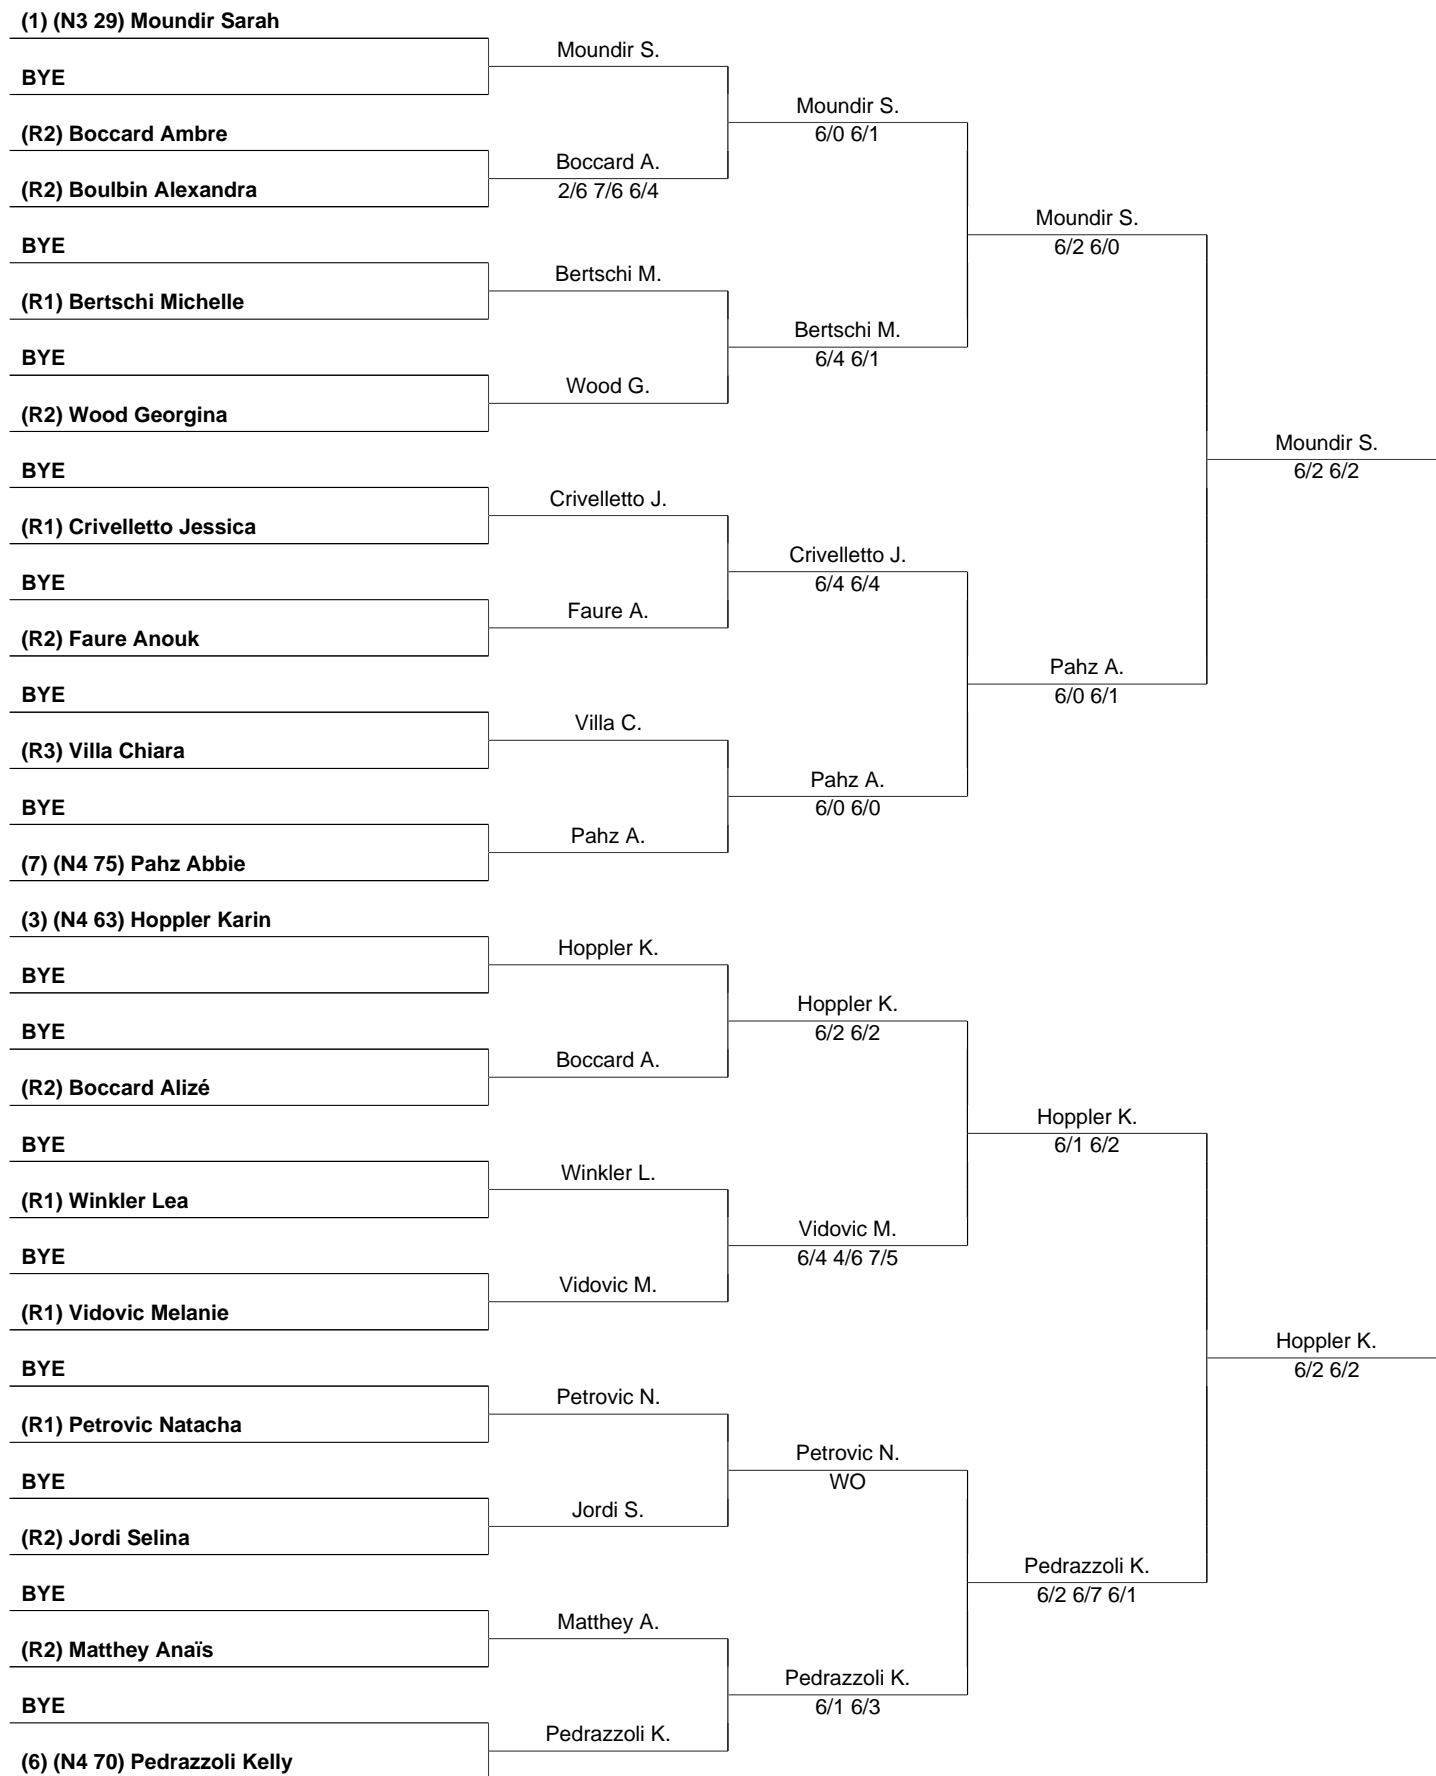 (1) (N3 29) Moundir Sarah
Moundir S.
BYE
Moundir S.
6/0 6/1
(R2) Boccard Ambre
Boccard A.
2/6 7/6 6/4
(R2) Boulbin Alexandra
Moundir S.
6/2 6/0
BYE
Bertschi M.
(R1) Bertschi Michelle
Bertschi M.
6/4 6/1
BYE
Wood G.
(R2) Wood Georgina
Moundir S.
6/2 6/2
BYE
Crivelletto J.
(R1) Crivelletto Jessica
Crivelletto J.
6/4 6/4
BYE
Faure A.
(R2) Faure Anouk
Pahz A.
6/0 6/1
BYE
Villa C.
(R3) Villa Chiara
Pahz A.
6/0 6/0
BYE
Pahz A.
(7) (N4 75) Pahz Abbie
(3) (N4 63) Hoppler Karin
Hoppler K.
BYE
Hoppler K.
6/2 6/2
BYE
Boccard A.
(R2) Boccard Alizé
Hoppler K.
6/1 6/2
BYE
Winkler L.
(R1) Winkler Lea
Vidovic M.
6/4 4/6 7/5
BYE
Vidovic M.
(R1) Vidovic Melanie
Hoppler K.
6/2 6/2
BYE
Petrovic N.
(R1) Petrovic Natacha
Petrovic N.
WO
BYE
Jordi S.
(R2) Jordi Selina
Pedrazzoli K.
6/2 6/7 6/1
BYE
Matthey A.
(R2) Matthey Anaïs
Pedrazzoli K.
6/1 6/3
BYE
Pedrazzoli K.
(6) (N4 70) Pedrazzoli Kelly